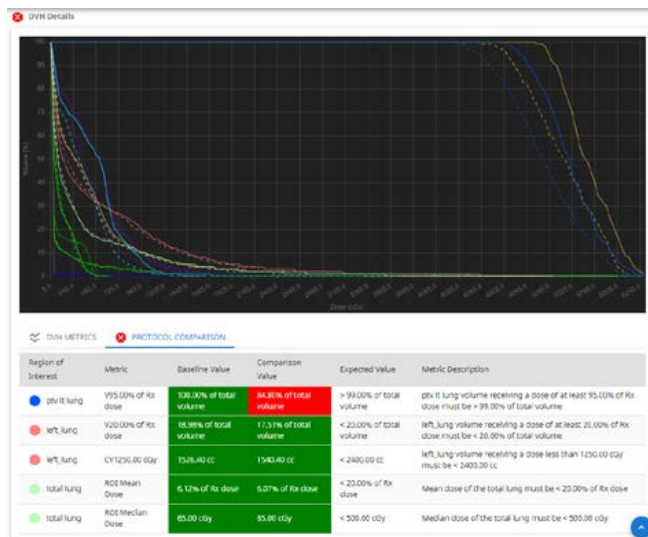 DVH Details
Volume (%)
DVH METRICS
PROTOCOL COMPARISON
Region of Interest
Metric
Baseline Value
Comparison Value
Expected Value
Metric Description
ptv lt lung
V95.00% of Rx dose
100.00% of total volume
84.80% of total volume
> 99.00% of total volume
ptv lt lung volume receiving a dose of at least 95.00% of Rx dose must be > 99.00% of total volume
left_lung
V20.00% of Rx dose
18.98% of total volume
17.51% of total volume
< 20.00% of total volume
left_lung volume receiving a dose of at least 20.00% of Rx dose must be < 20.00% of total volume
left_lung
CV1250.00 cGy
1526.40 cc
1540.40 cc
< 2400.00 cc
left_lung volume receiving a dose less than 1250.00 cGy must be < 2400.00 cc
total lung
ROI Mean Dose
6.12% of Rx dose
6.07% of Rx dose
< 20.00% of Rx dose
Mean dose of the total lung must be < 20.00% of Rx dose
total lung
ROI Median Dose
65.00 cGy
85.00 cGy
< 500.00 cGy
Median dose of the total lung must be < 500.00 cGy